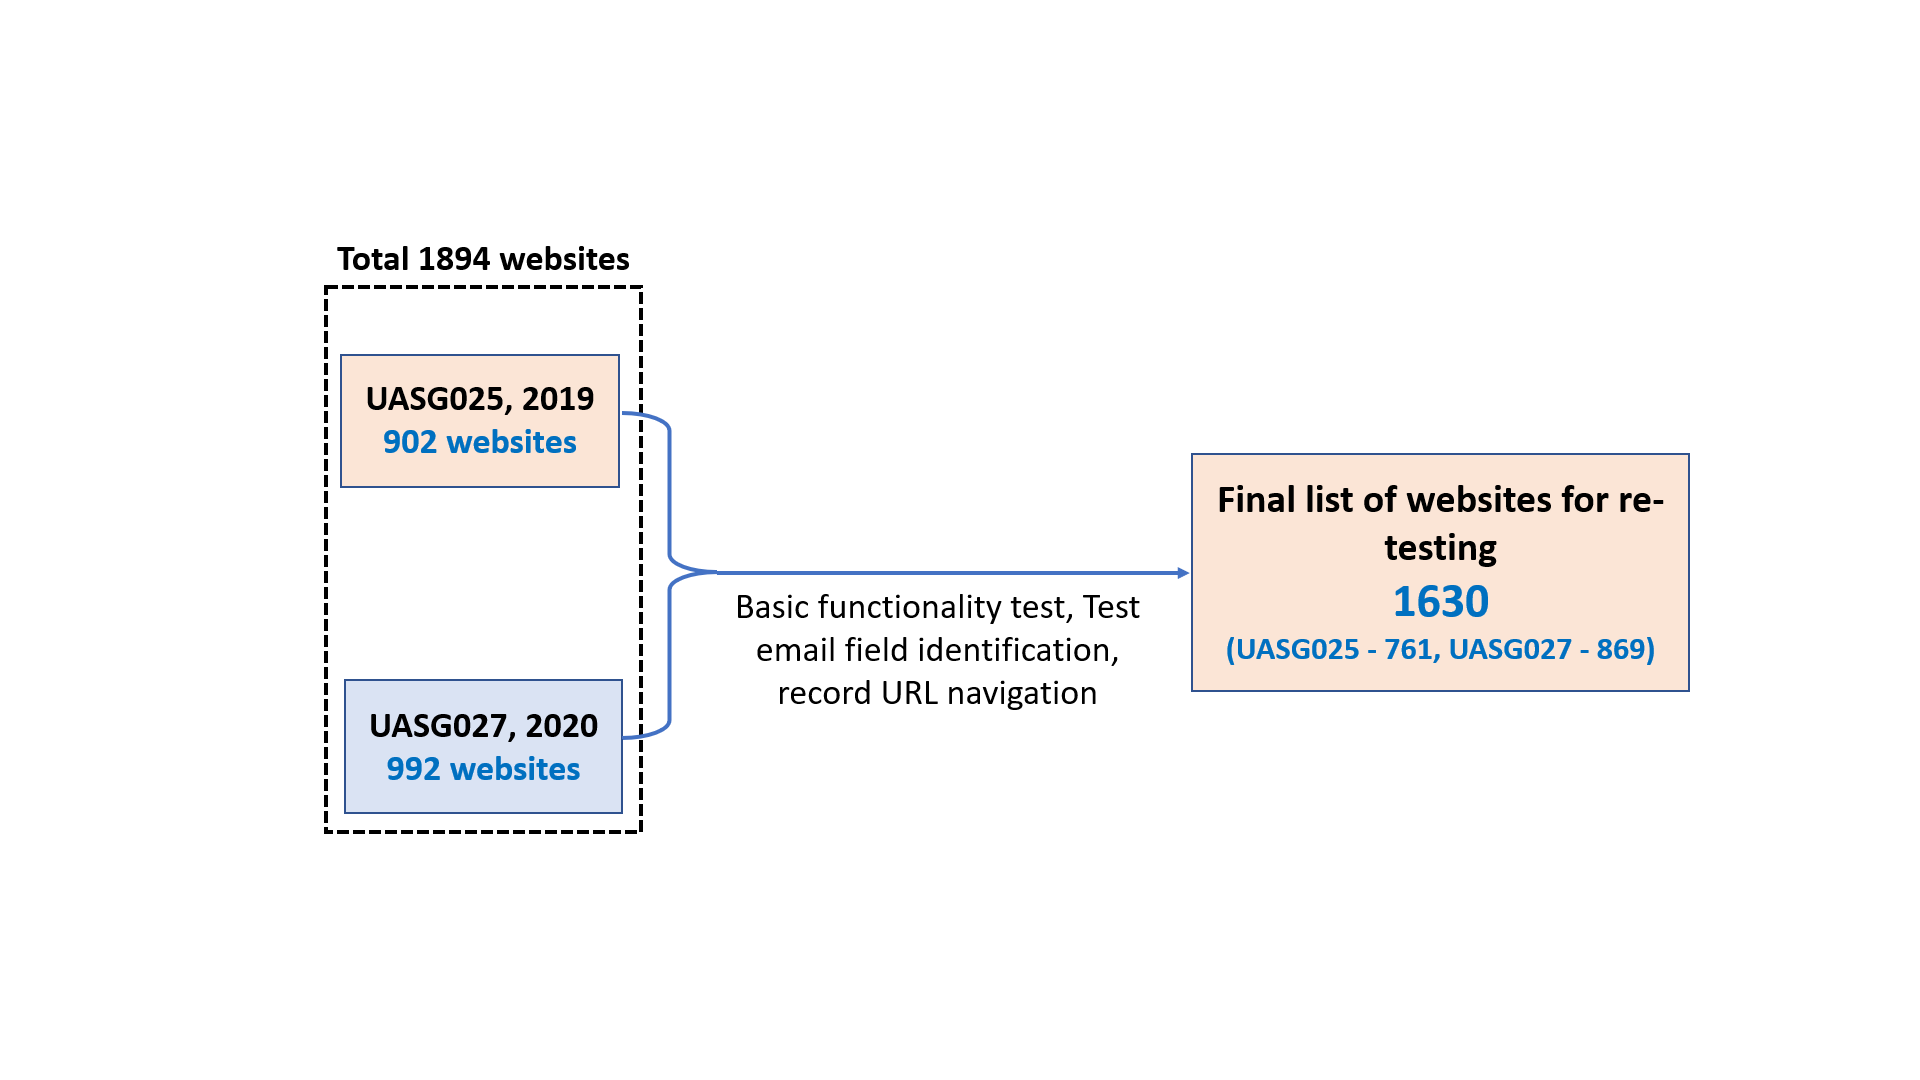 Total 1894 websites
UASG025, 2019
902 websites
UASG027, 2020
992 websites
Basic functionality test, Test
email field identification,
record URL navigation
Final list of websites for re-
testing
1630
(UASG025 - 761, UASG027 - 869)